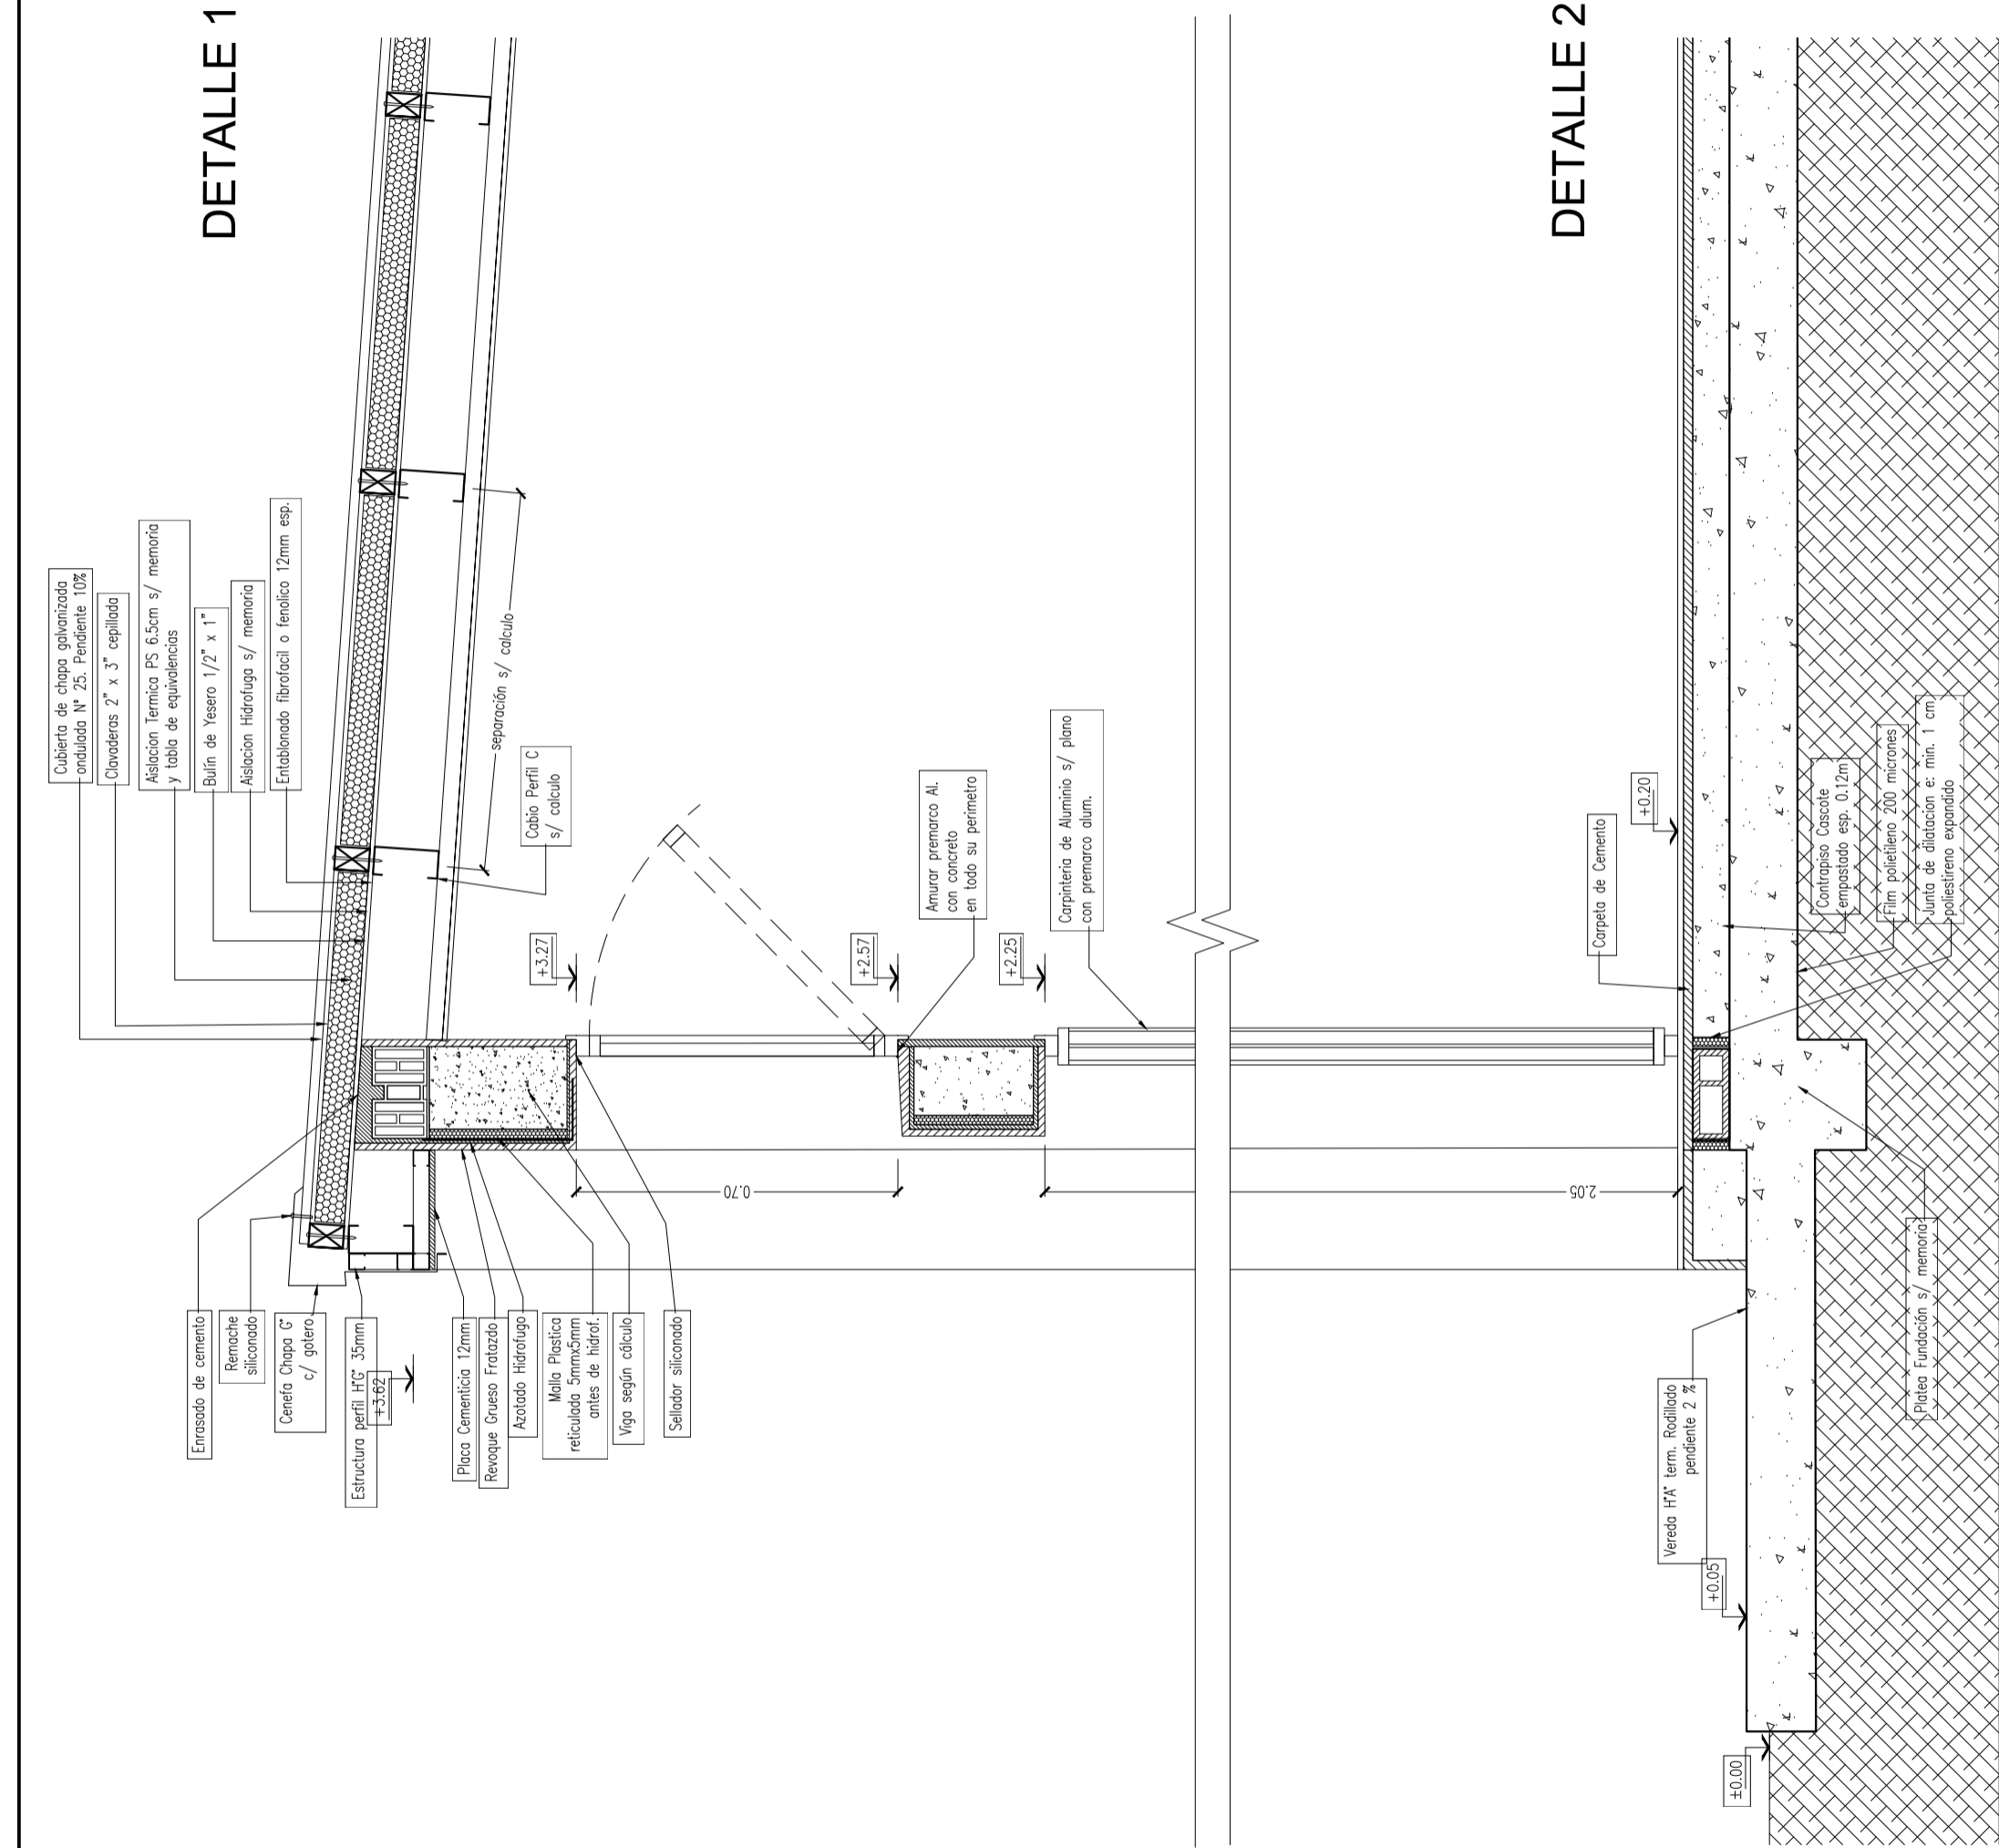 DETALLE 1
Cubierta de chapa galvanizada
ondulada N° 25. Pendiente 10%
Clavaderas 2" x 3" cepillada
Aislacion Termica PS 6.5cm s/ memoria
y tabla de equivalencias
Bulín de Yesero 1/2" x 1"
Aislacion Hidrofuga s/ memoria
Entablonado fibrofacil o fenolico 12mm esp.
separación s/ calculo
Cabio Perfil C
s/ calculo
+3.27
+2.57
+2.25
Amurar premarco Al.
con concreto
en todo su perimetro
Carpinteria de Aluminio s/ plano
con premarco alum.
Enrasado de cemento
Remache
siliconado
Cenefa Chapa G°
c/ gotero
Estructura perfil H°G° 35mm
+3.62
Placa Cementicia 12mm
Revoque Grueso Fratazdo
Azotado Hidrofugo
Malla Plastica
reticulada 5mmx5mm
antes de hidrof.
Viga según cálculo
Sellador siliconado
0.70
2.05
DETALLE 2
Carpeta de Cemento
+0.20
Contrapiso Cascote
empastado esp. 0.12m
Film polietileno 200 micrones
Junta de dilatacion e: min. 1 cm
poliestireno expandido
Vereda H°A° term. Rodillado
pendiente 2 %
+0.05
Platea Fundación s/ memoria
±0.00